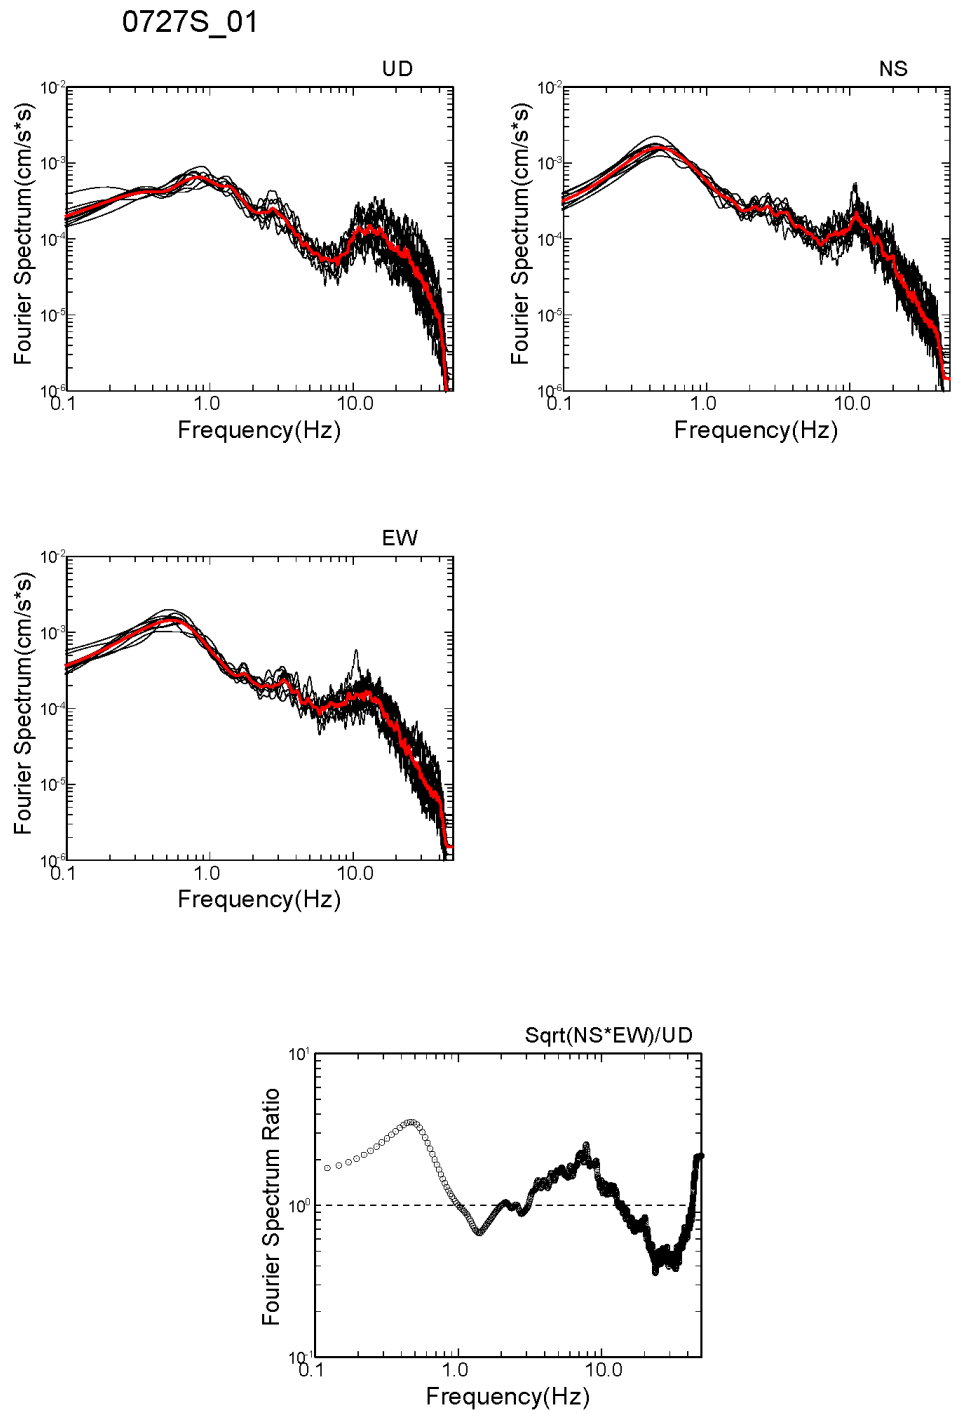 0727S_01
UD
Fourier Spectrum(cm/s*s)
10-2
10-3
10-4
10-5
10-6
0.1 1.0 10.0
Frequency(Hz)
NS
Fourier Spectrum(cm/s*s)
10-2
10-3
10-4
10-5
10-6
0.1 1.0 10.0
Frequency(Hz)
EW
Fourier Spectrum(cm/s*s)
10-2
10-3
10-4
10-5
10-6
0.1 1.0 10.0
Frequency(Hz)
Sqrt(NS*EW)/UD
Fourier Spectrum Ratio
101
100
10-1
0.1 1.0 10.0
Frequency(Hz)